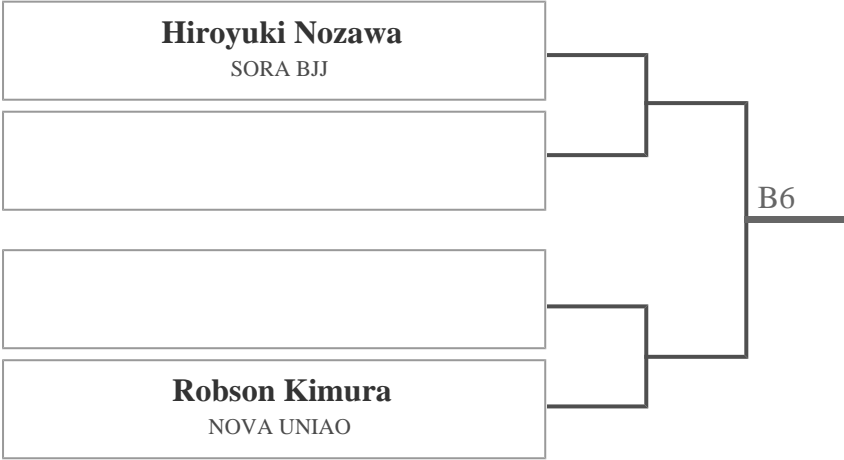 Hiroyuki Nozawa
SORA BJJ
B6
Robson Kimura
NOVA UNIAO